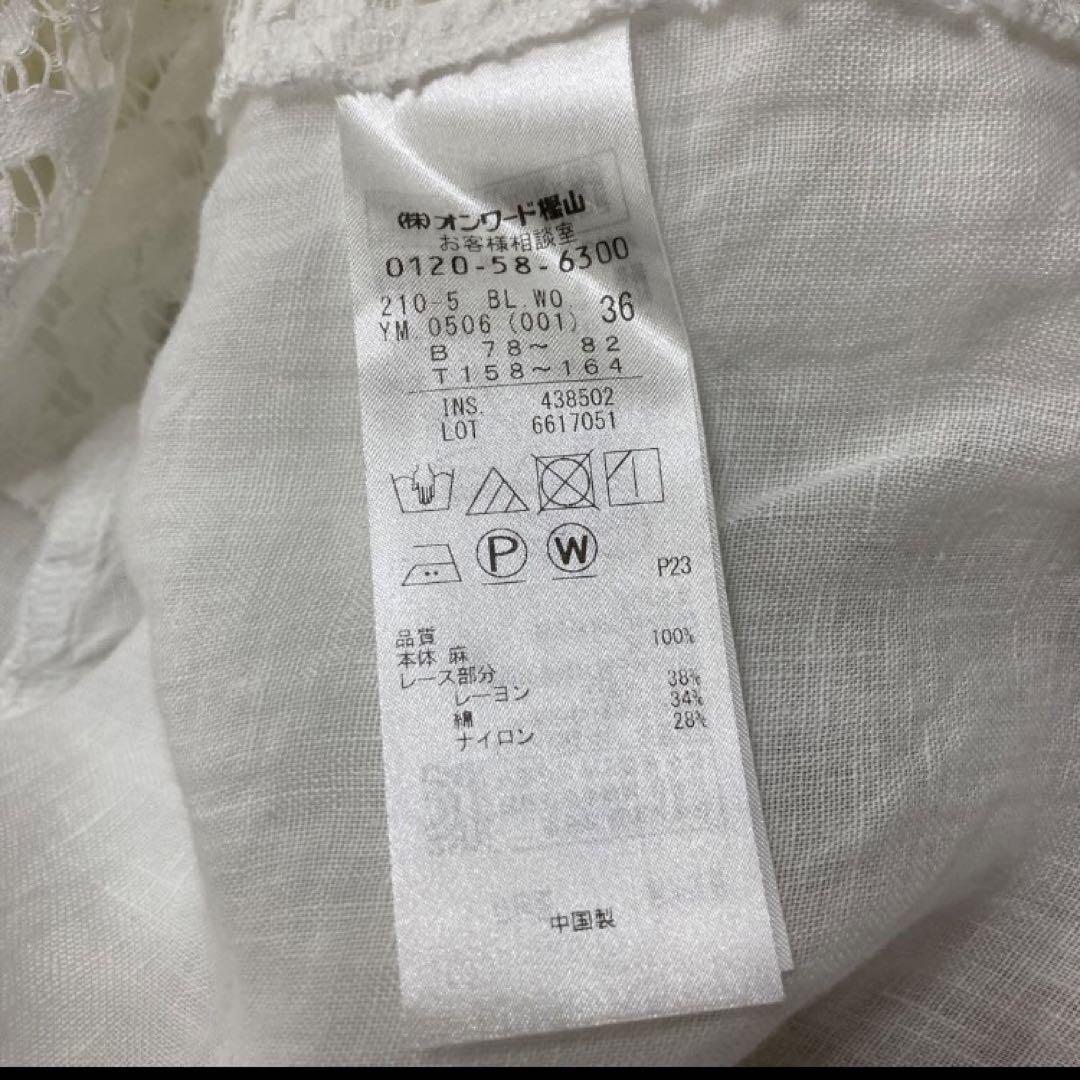 (株)オンワード樫山
お客様相談室
0120-58-6300
210-5 BL.WO.
YM 0506 (001) 36
B 78~ 82
T158~164
INS. 438502
LOT 6617051
P W
P23
品質
本体 麻 100%
レース部分
レーヨン 38%
綿 34%
ナイロン 28%
中国製